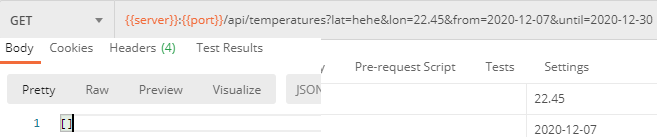 GET {{server}}:{{port}}/api/temperatures?lat=hehe&lon=22.45&from=2020-12-07&until=2020-12-30
Body Cookies Headers (4) Test Results
Pre-request Script Tests Settings
Pretty Raw Preview Visualize JSON
22.45
1 []
2020-12-07